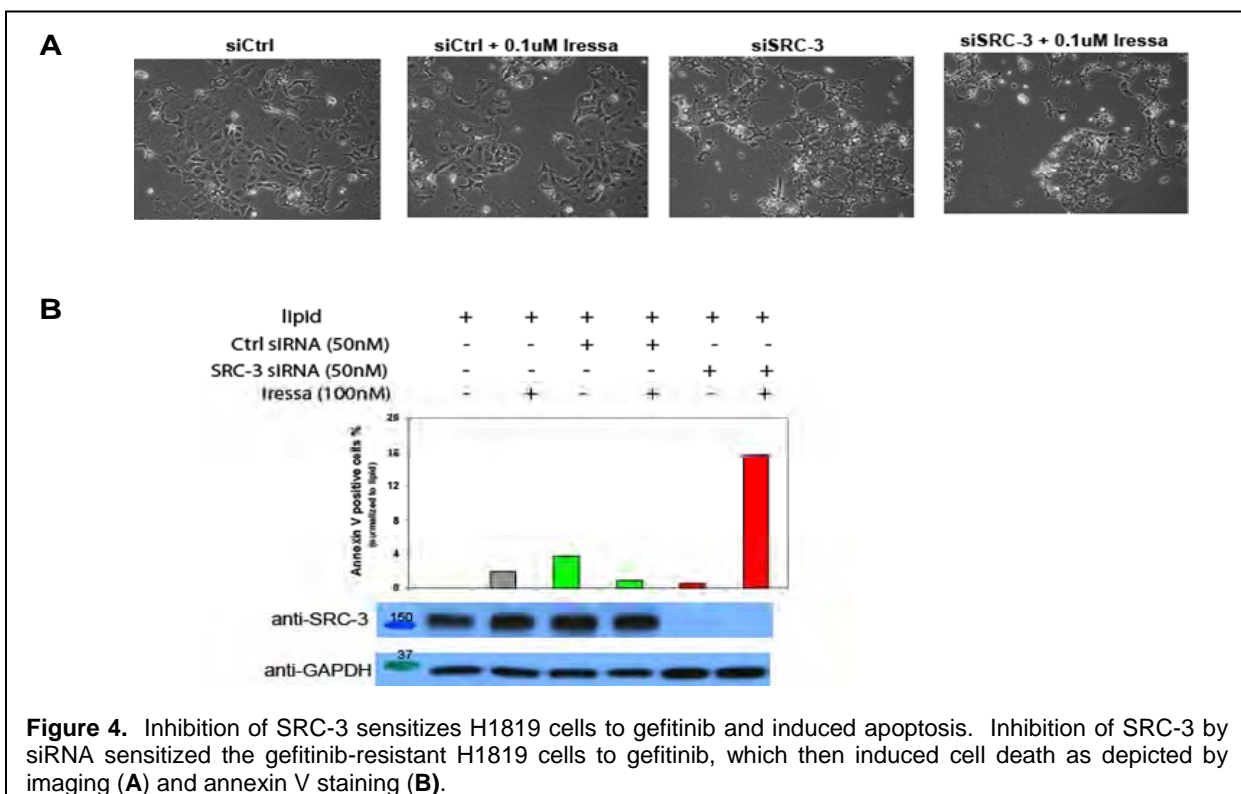 A
siCtrl
siCtrl + 0.1uM Iressa
siSRC-3
siSRC-3 + 0.1uM Iressa
B
lipid + + + + + +
Ctrl siRNA (50nM) - - + + - -
SRC-3 siRNA (50nM) - - - - + +
Iressa (100nM) - + - + - +
Annexin V positive cells %
(normalized to lipid)
20
16
12
8
4
0
anti-SRC-3
150
anti-GAPDH
37
Figure 4. Inhibition of SRC-3 sensitizes H1819 cells to gefitinib and induced apoptosis. Inhibition of SRC-3 by
siRNA sensitized the gefitinib-resistant H1819 cells to gefitinib, which then induced cell death as depicted by
imaging (A) and annexin V staining (B).